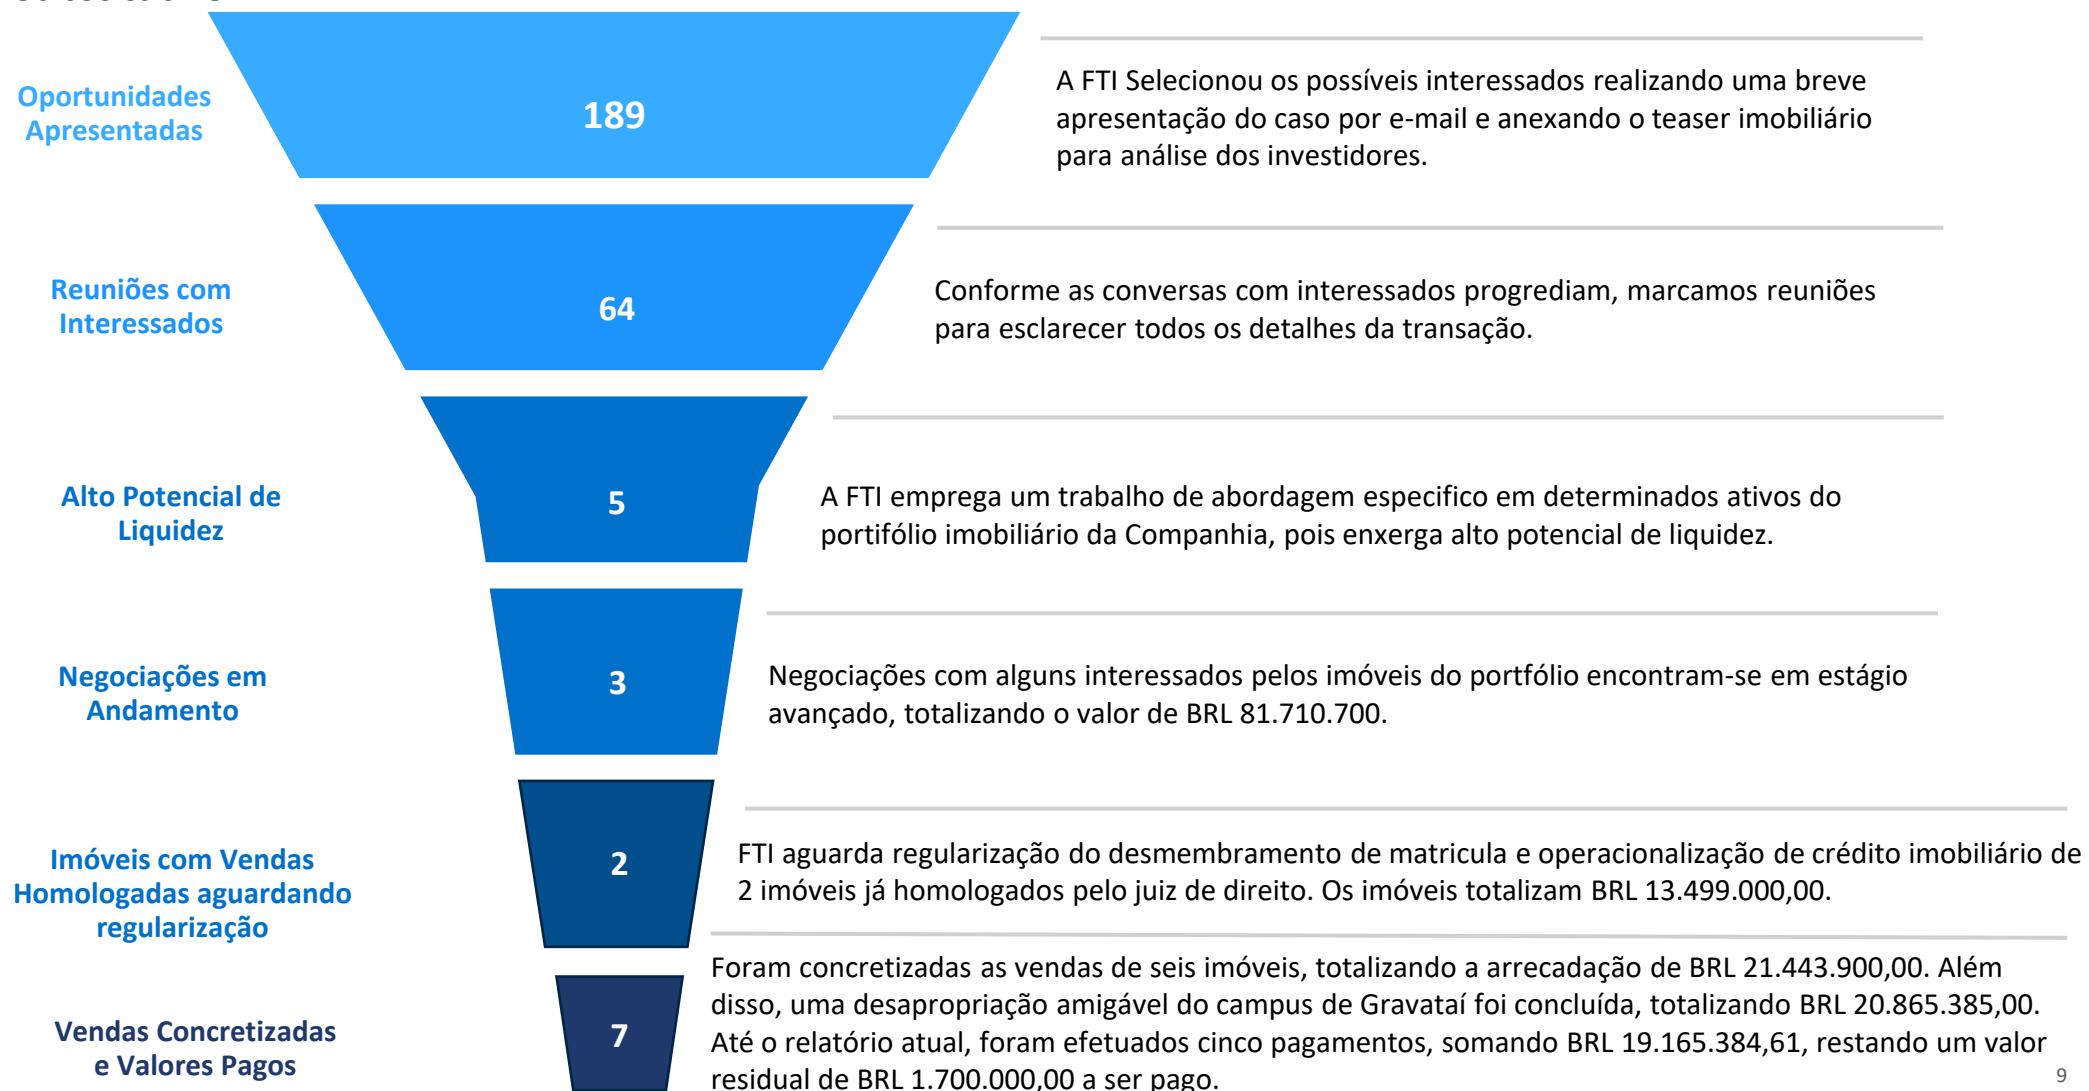 Oportunidades
Apresentadas
189
A FTI Selecionou os possíveis interessados realizando uma breve
apresentação do caso por e-mail e anexando o teaser imobiliário
para análise dos investidores.
Reuniões com
Interessados
64
Conforme as conversas com interessados progrediam, marcamos reuniões
para esclarecer todos os detalhes da transação.
Alto Potencial de
Liquidez
5
A FTI emprega um trabalho de abordagem especifico em determinados ativos do
portifólio imobiliário da Companhia, pois enxerga alto potencial de liquidez.
Negociações em
Andamento
3
Negociações com alguns interessados pelos imóveis do portfólio encontram-se em estágio
avançado, totalizando o valor de BRL 81.710.700.
Imóveis com Vendas
Homologadas aguardando
regularização
2
FTI aguarda regularização do desmembramento de matricula e operacionalização de crédito imobiliário de
2 imóveis já homologados pelo juiz de direito. Os imóveis totalizam BRL 13.499.000,00.
Vendas Concretizadas
e Valores Pagos
7
Foram concretizadas as vendas de seis imóveis, totalizando a arrecadação de BRL 21.443.900,00. Além
disso, uma desapropriação amigável do campus de Gravataí foi concluída, totalizando BRL 20.865.385,00.
Até o relatório atual, foram efetuados cinco pagamentos, somando BRL 19.165.384,61, restando um valor
residual de BRL 1.700.000,00 a ser pago.
9